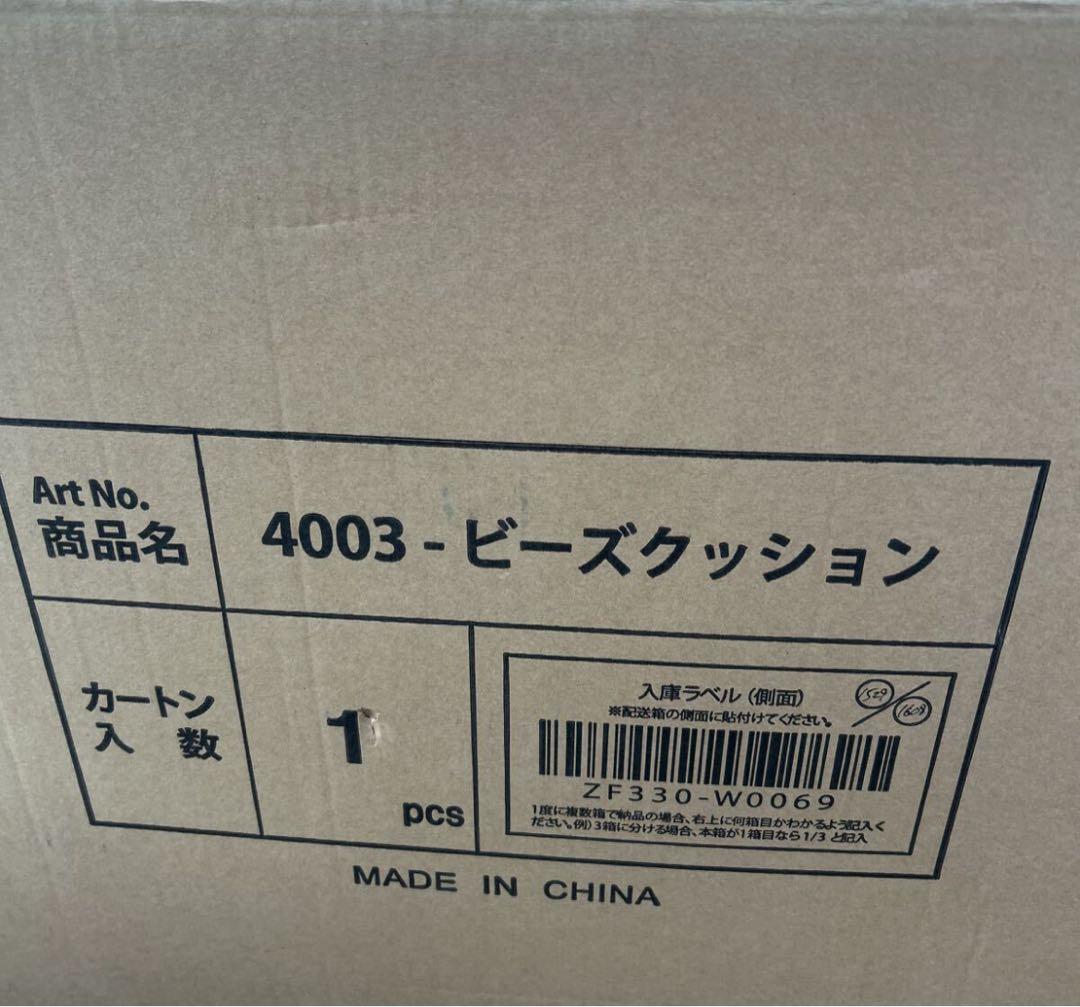 Art No.
商品名
4003 - ビーズクッション
カートン
入 数
1
pcs
入庫ラベル (側面)
※配送箱の側面に貼付けてください。
1529/1608
ZF330-W0069
1度に複数箱で納品の場合、右上に何箱目かわかるよう記入く
ださい。例) 3箱に分ける場合、本箱が1箱目なら1/3 と記入
MADE IN CHINA